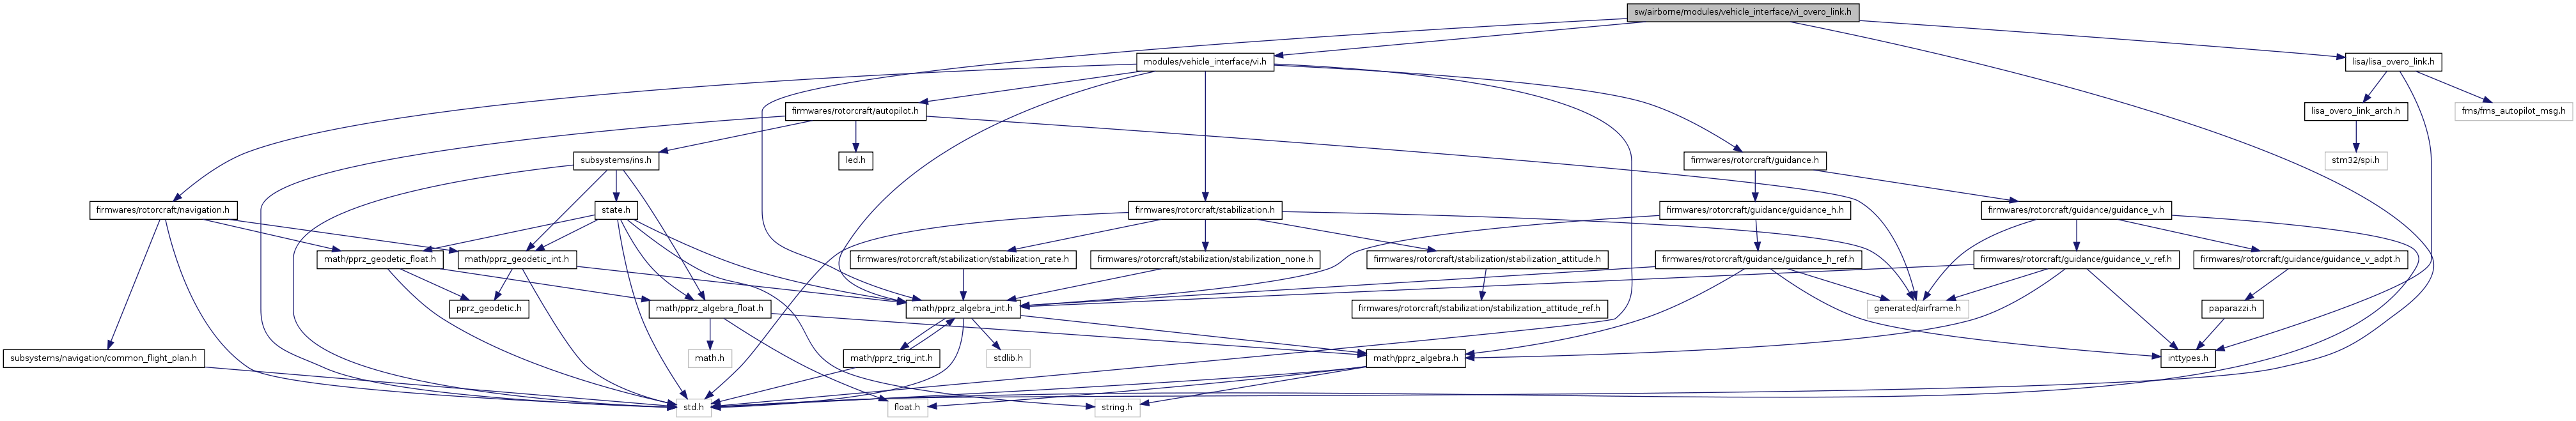 sw/airborne/modules/vehicle_interface/vi_overo_link.h
modules/vehicle_interface/vi.h
lisa/lisa_overo_link.h
firmwares/rotorcraft/autopilot.h
lisa_overo_link_arch.h
fms/fms_autopilot_msg.h
subsystems/ins.h
led.h
firmwares/rotorcraft/guidance.h
stm32/spi.h
firmwares/rotorcraft/navigation.h
state.h
firmwares/rotorcraft/stabilization.h
firmwares/rotorcraft/guidance/guidance_h.h
firmwares/rotorcraft/guidance/guidance_v.h
math/pprz_geodetic_float.h
math/pprz_geodetic_int.h
firmwares/rotorcraft/stabilization/stabilization_rate.h
firmwares/rotorcraft/stabilization/stabilization_none.h
firmwares/rotorcraft/stabilization/stabilization_attitude.h
firmwares/rotorcraft/guidance/guidance_h_ref.h
firmwares/rotorcraft/guidance/guidance_v_ref.h
firmwares/rotorcraft/guidance/guidance_v_adpt.h
pprz_geodetic.h
math/pprz_algebra_float.h
math/pprz_algebra_int.h
firmwares/rotorcraft/stabilization/stabilization_attitude_ref.h
generated/airframe.h
paparazzi.h
subsystems/navigation/common_flight_plan.h
math.h
math/pprz_trig_int.h
stdlib.h
math/pprz_algebra.h
inttypes.h
std.h
float.h
string.h